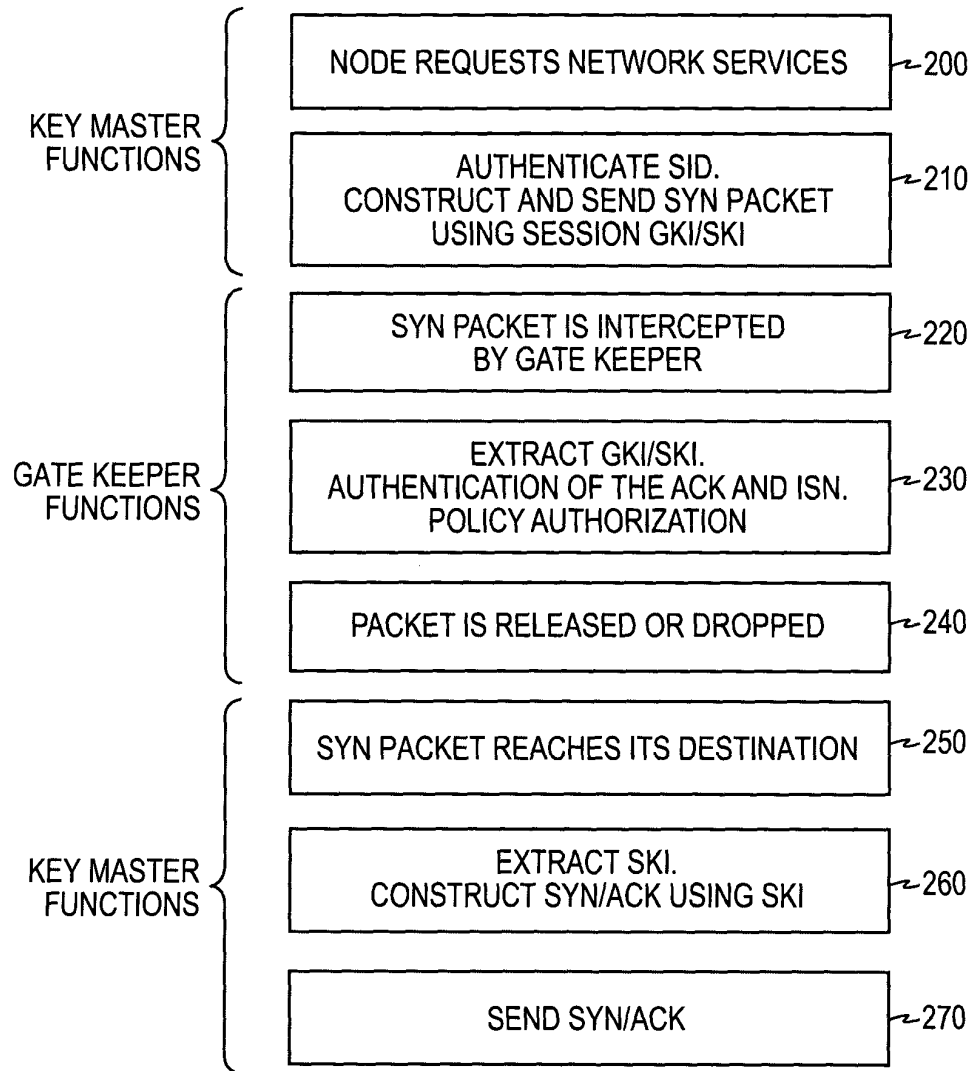 KEY MASTER
FUNCTIONS
NODE REQUESTS NETWORK SERVICES
200
AUTHENTICATE SID.
CONSTRUCT AND SEND SYN PACKET
USING SESSION GKI/SKI
210
GATE KEEPER
FUNCTIONS
SYN PACKET IS INTERCEPTED
BY GATE KEEPER
220
EXTRACT GKI/SKI.
AUTHENTICATION OF THE ACK AND ISN.
POLICY AUTHORIZATION
230
PACKET IS RELEASED OR DROPPED
240
KEY MASTER
FUNCTIONS
SYN PACKET REACHES ITS DESTINATION
250
EXTRACT SKI.
CONSTRUCT SYN/ACK USING SKI
260
SEND SYN/ACK
270